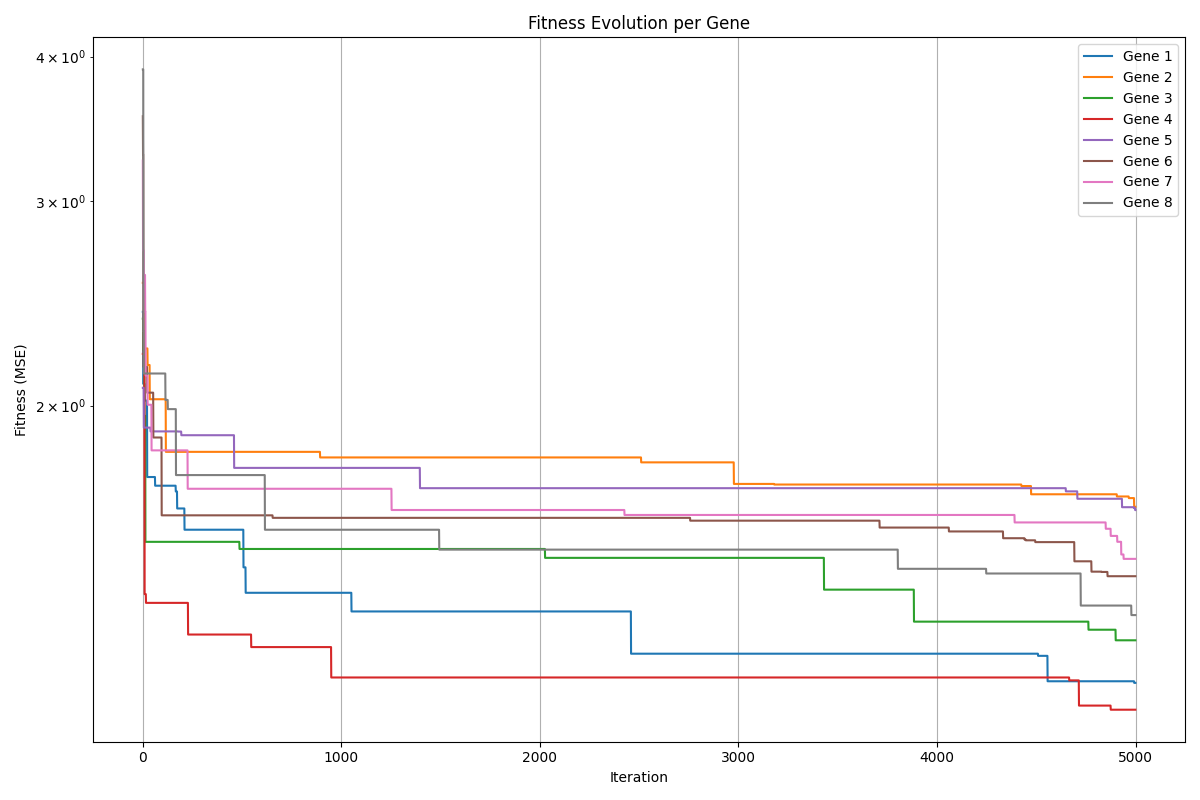 Fitness Evolution per Gene
4 × 10⁰
3 × 10⁰
2 × 10⁰
Fitness (MSE)
Gene 1
Gene 2
Gene 3
Gene 4
Gene 5
Gene 6
Gene 7
Gene 8
0 1000 2000 3000 4000 5000
Iteration